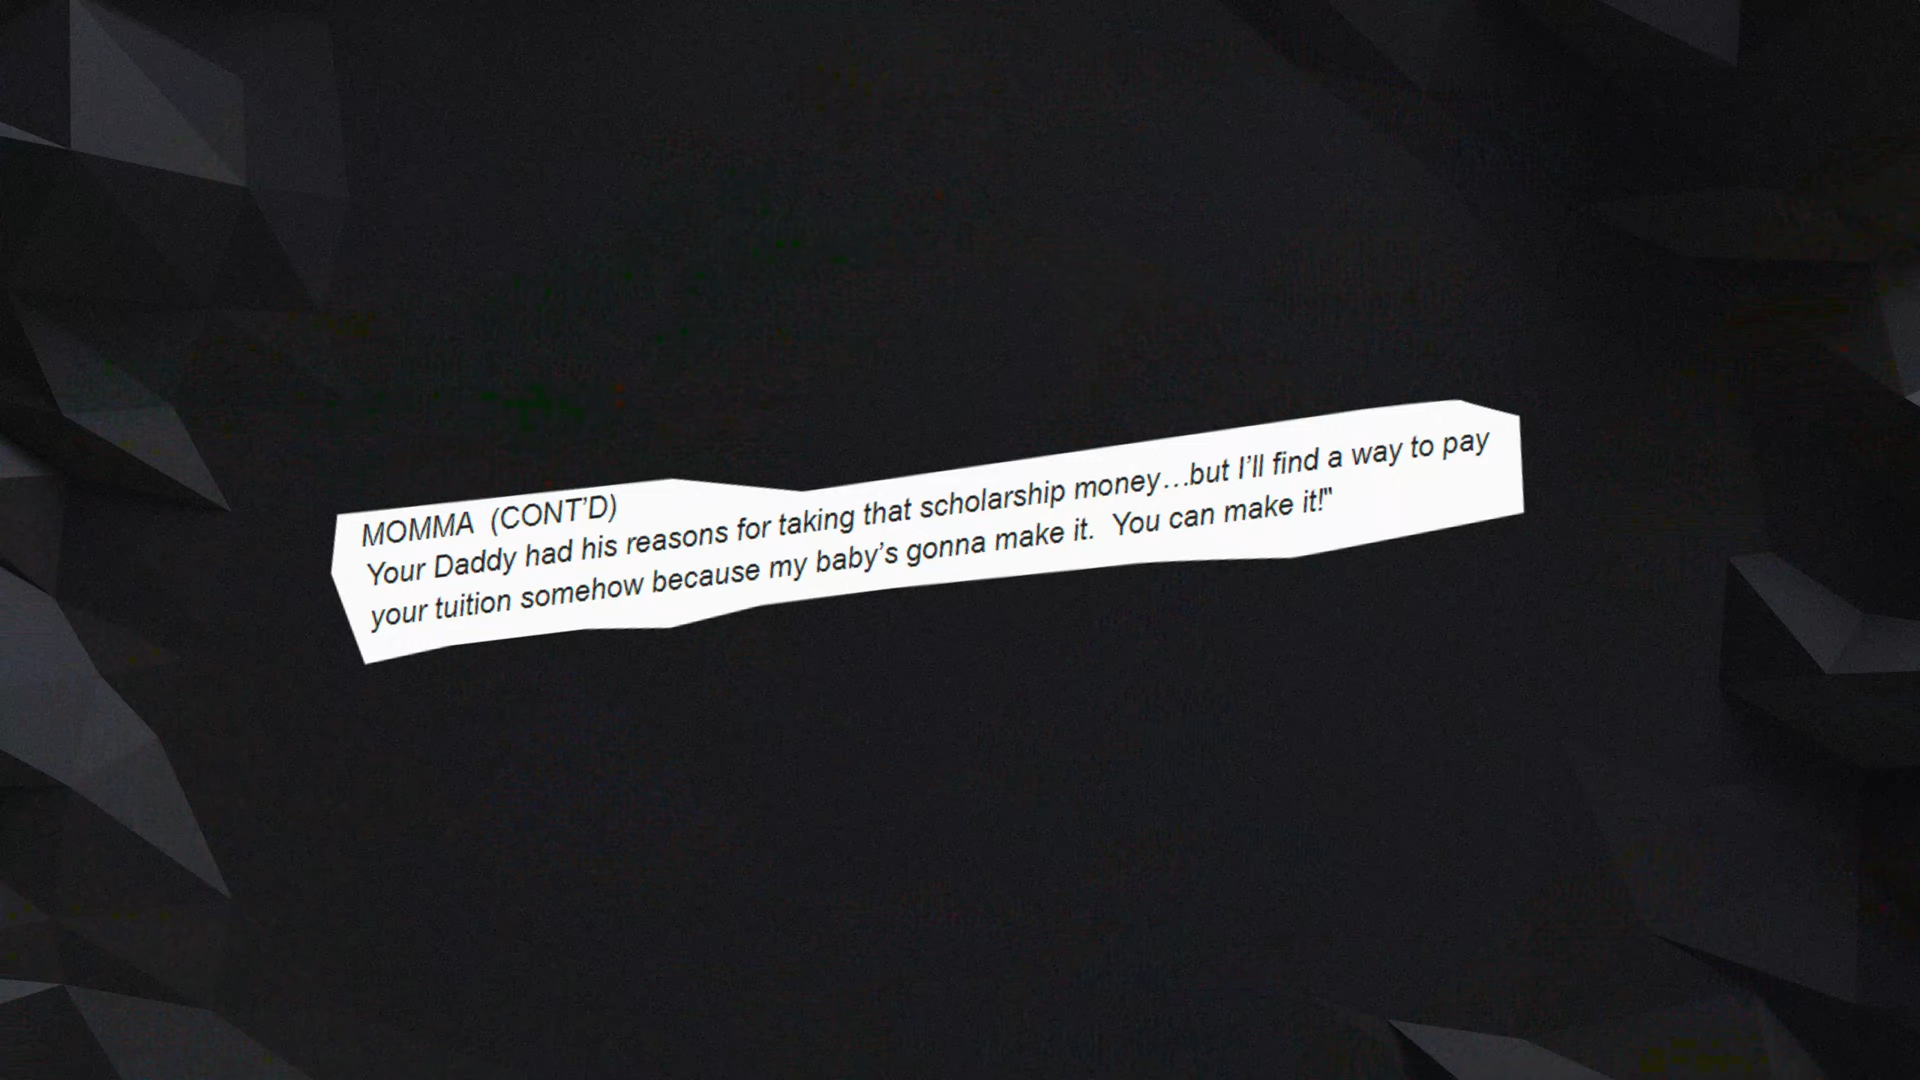 MOMMA  (CONT’D)
Your Daddy had his reasons for taking that scholarship money…but I’ll find a way to pay
your tuition somehow because my baby’s gonna make it.  You can make it!"